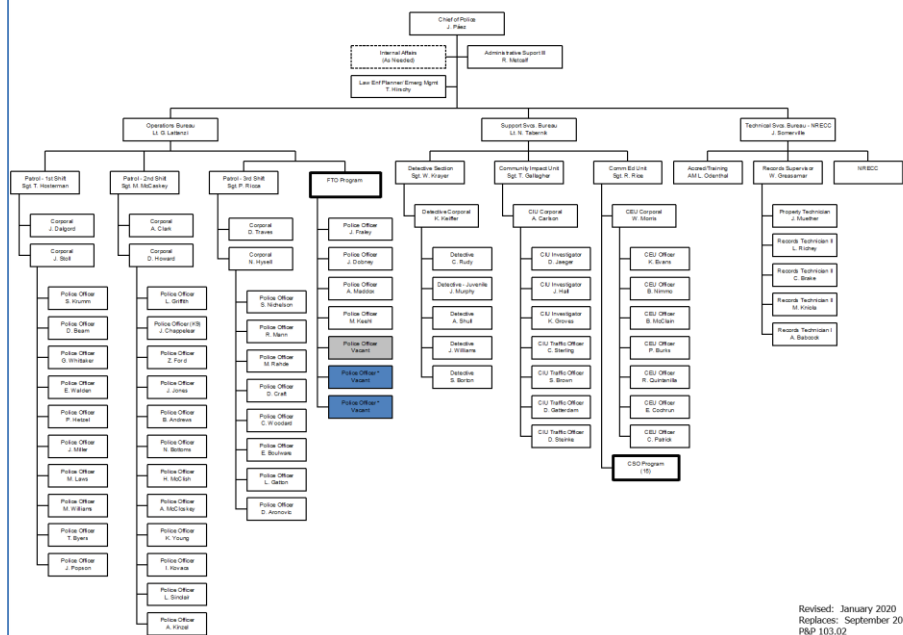 Chief of Police
J. Páez
Internal Affairs
(As Needed)
Administrative Support III
R. Metcalf
Law Enf Planner/ Emerg Mgmt
T. Hirschy
Operations Bureau
Lt. G. Lattanzi
Support Svcs. Bureau
Lt. N. Tabernik
Technical Svcs. Bureau - NRECC
J. Somerville
Patrol - 1st Shift
Sgt. T. Hosterman
Patrol - 2nd Shift
Sgt. M. McCaskey
Patrol - 3rd Shift
Sgt. P. Ricce
FTO Program
Detective Section
Sgt. W. Krayer
Community Impact Unit
Sgt. T. Gallagher
Comm Ed Unit
Sgt. R. Rice
Accred/Training
AM L. Odenthal
Records Supervisor
W. Grassaman
NRECC
Corporal
J. Dalgord
Corporal
J. Stoll
Police Officer
S. Krumm
Police Officer
D. Beam
Police Officer
G. Whittaker
Police Officer
E. Walden
Police Officer
P. Hetzel
Police Officer
J. Miller
Police Officer
M. Laws
Police Officer
M. Williams
Police Officer
T. Byers
Police Officer
J. Popson
Corporal
A. Clark
Corporal
D. Howard
Police Officer
L. Griffith
Police Officer (K9)
J. Chappelear
Police Officer
Z. Ford
Police Officer
J. Jones
Police Officer
B. Andrews
Police Officer
N. Bottoms
Police Officer
H. McClish
Police Officer
A. McCloskey
Police Officer
K. Young
Police Officer
I. Kovacs
Police Officer
L. Sinclair
Police Officer
A. Kinzel
Corporal
D. Traves
Corporal
N. Hyzell
Police Officer
S. Nichelson
Police Officer
R. Mann
Police Officer
M. Rahde
Police Officer
D. Craft
Police Officer
C. Woodard
Police Officer
E. Boulware
Police Officer
L. Gatton
Police Officer
D. Aronovic
Police Officer
J. Fraley
Police Officer
J. Dobney
Police Officer
A. Maddox
Police Officer
M. Keahl
Police Officer
Vacant
Police Officer *
Vacant
Police Officer *
Vacant
Detective Corporal
K. Keiffer
Detective
C. Rudy
Detective - Juvenile
J. Murphy
Detective
A. Shull
Detective
J. Williams
Detective
S. Borton
CIU Corporal
A. Carlson
CIU Investigator
D. Jaeger
CIU Investigator
J. Hall
CIU Investigator
K. Groves
CIU Traffic Officer
C. Sterling
CIU Traffic Officer
S. Brown
CIU Traffic Officer
D. Gatterdam
CIU Traffic Officer
D. Steinke
CEU Corporal
W. Morris
CEU Officer
K. Evans
CEU Officer
B. Nimmo
CEU Officer
B. McClain
CEU Officer
P. Burks
CEU Officer
R. Quintanilla
CEU Officer
E. Cochrun
CEU Officer
C. Patrick
CSO Program
(15)
Property Technician
J. Muether
Records Technician II
L. Richey
Records Technician II
C. Brake
Records Technician II
M. Kriola
Records Technician I
A. Babcock
Revised: January 2020
Replaces: September 20
P&P 103.02